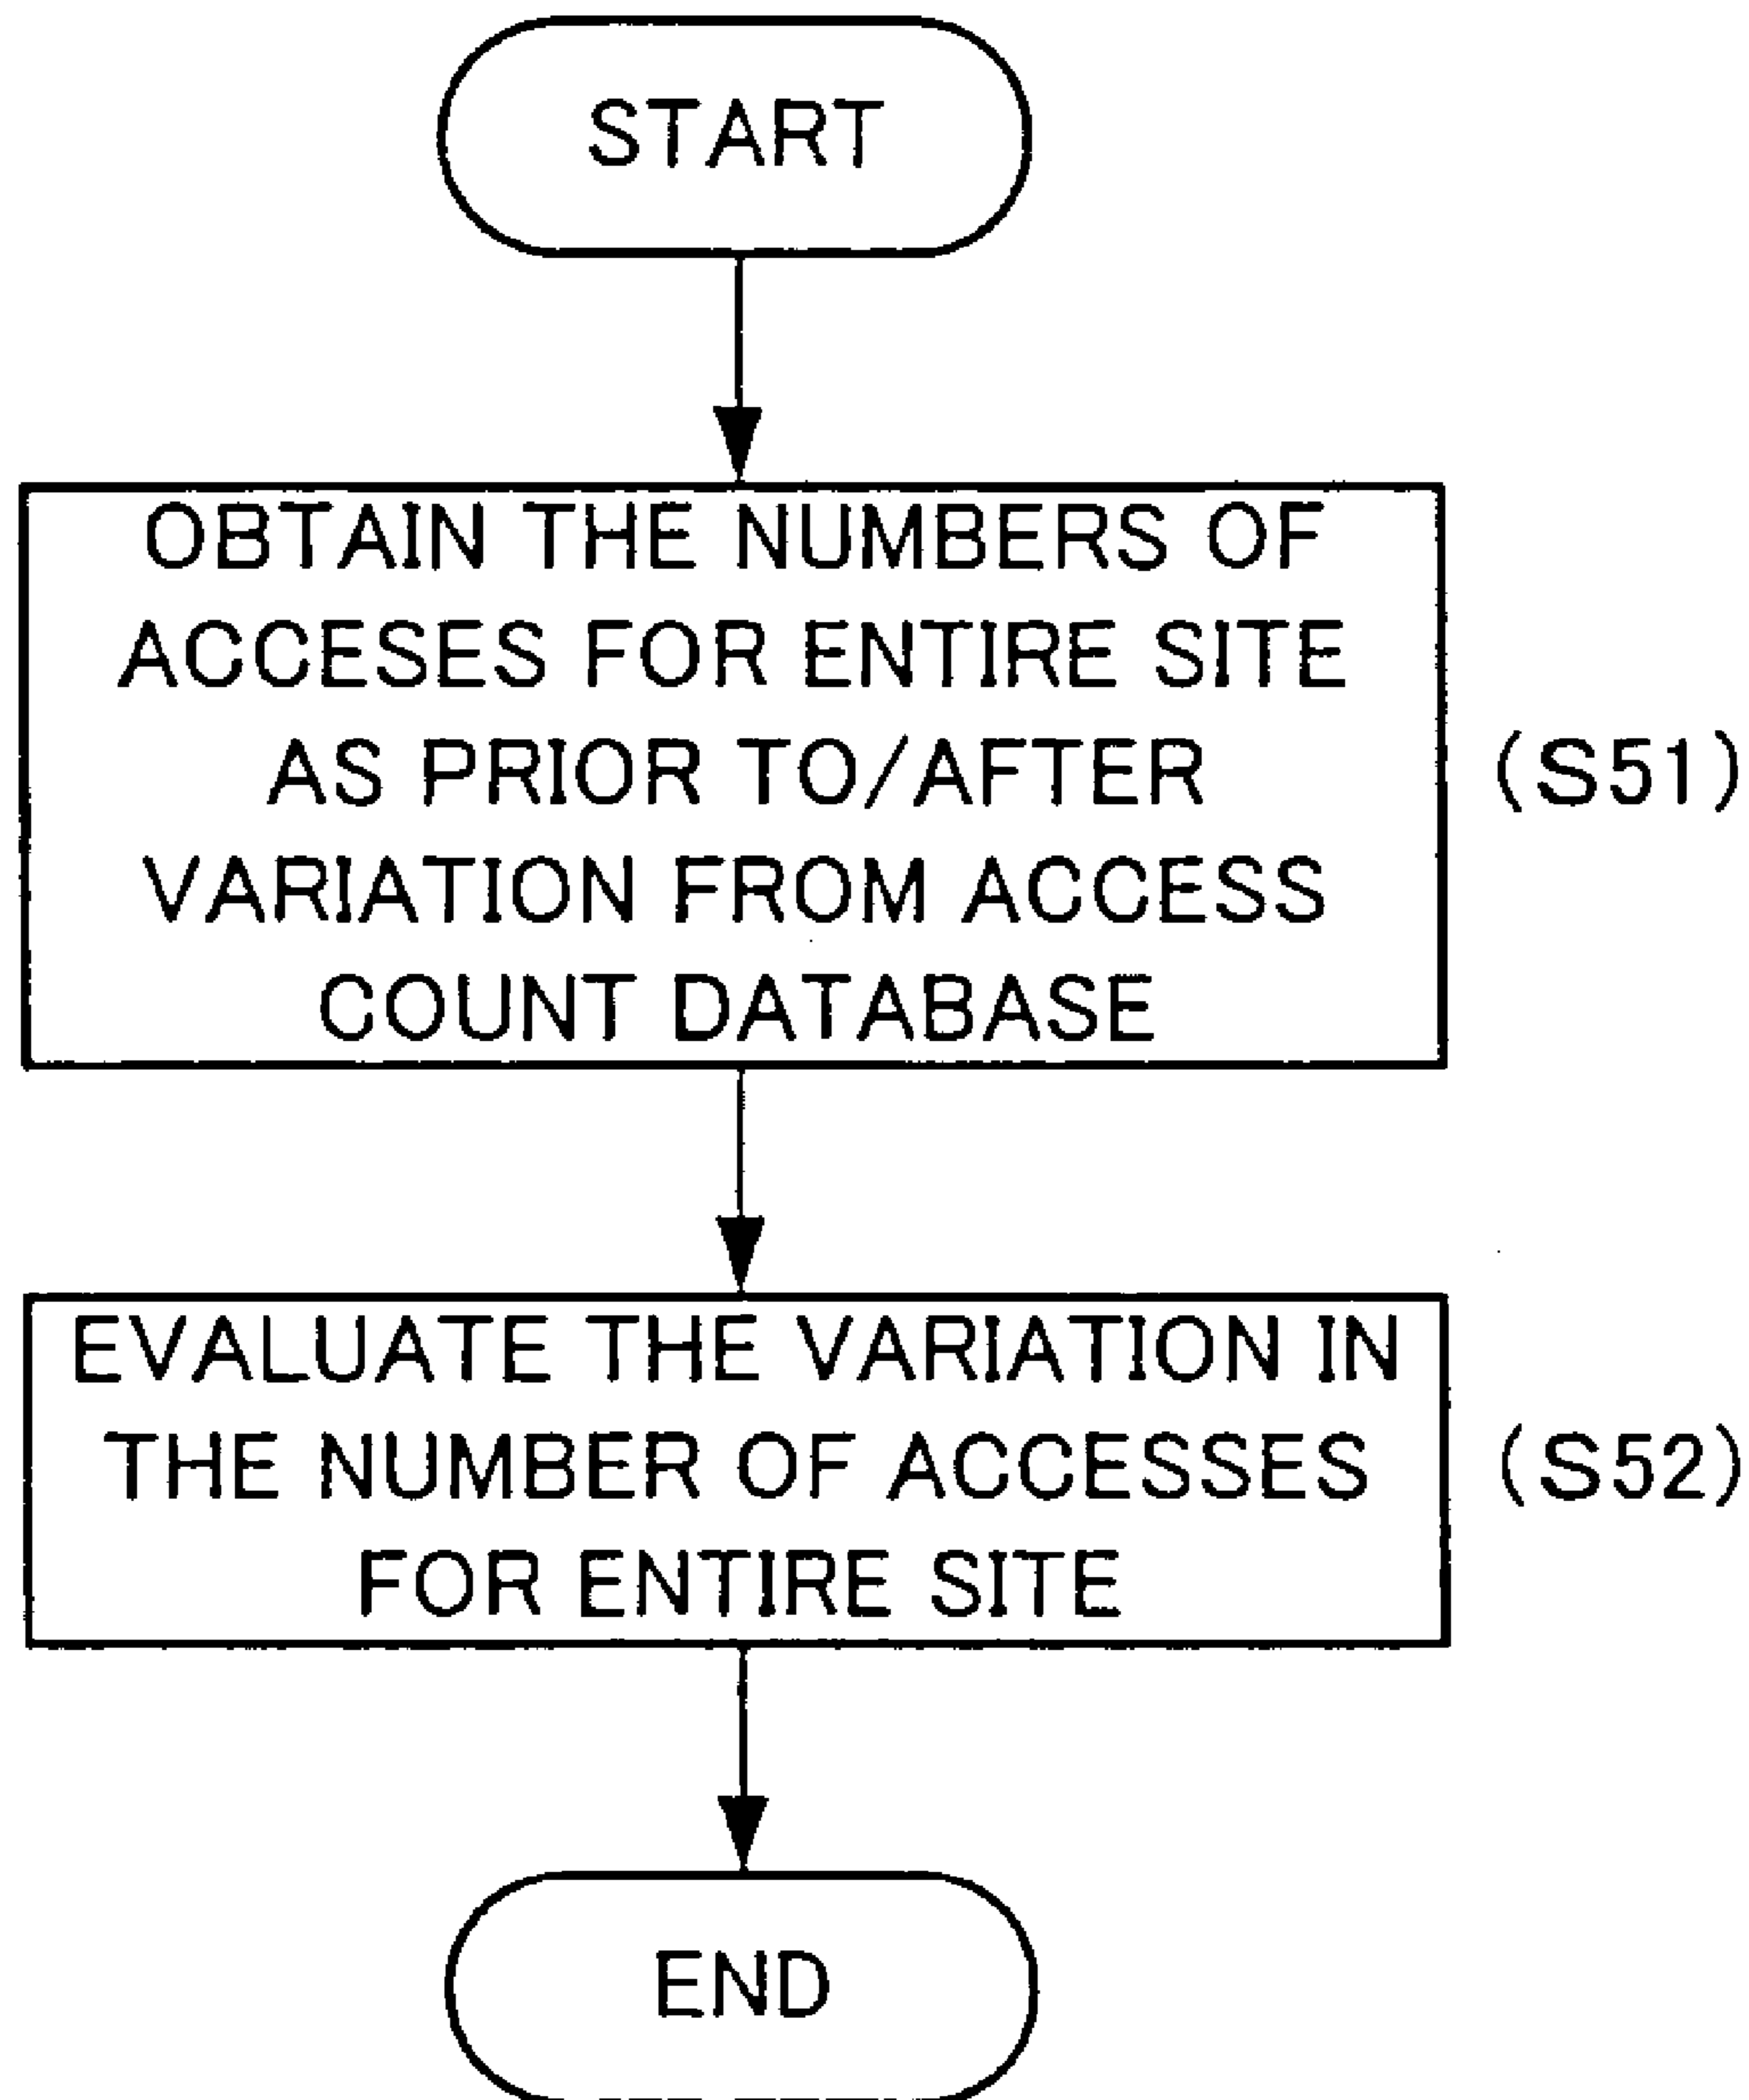 START
OBTAIN THE NUMBERS OF
ACCESES FOR ENTIRE SITE
AS PRIOR TO/AFTER
VARIATION FROM ACCESS
COUNT DATABASE
(S51)
EVALUATE THE VARIATION IN
THE NUMBER OF ACCESSES
FOR ENTIRE SITE
(S52)
END